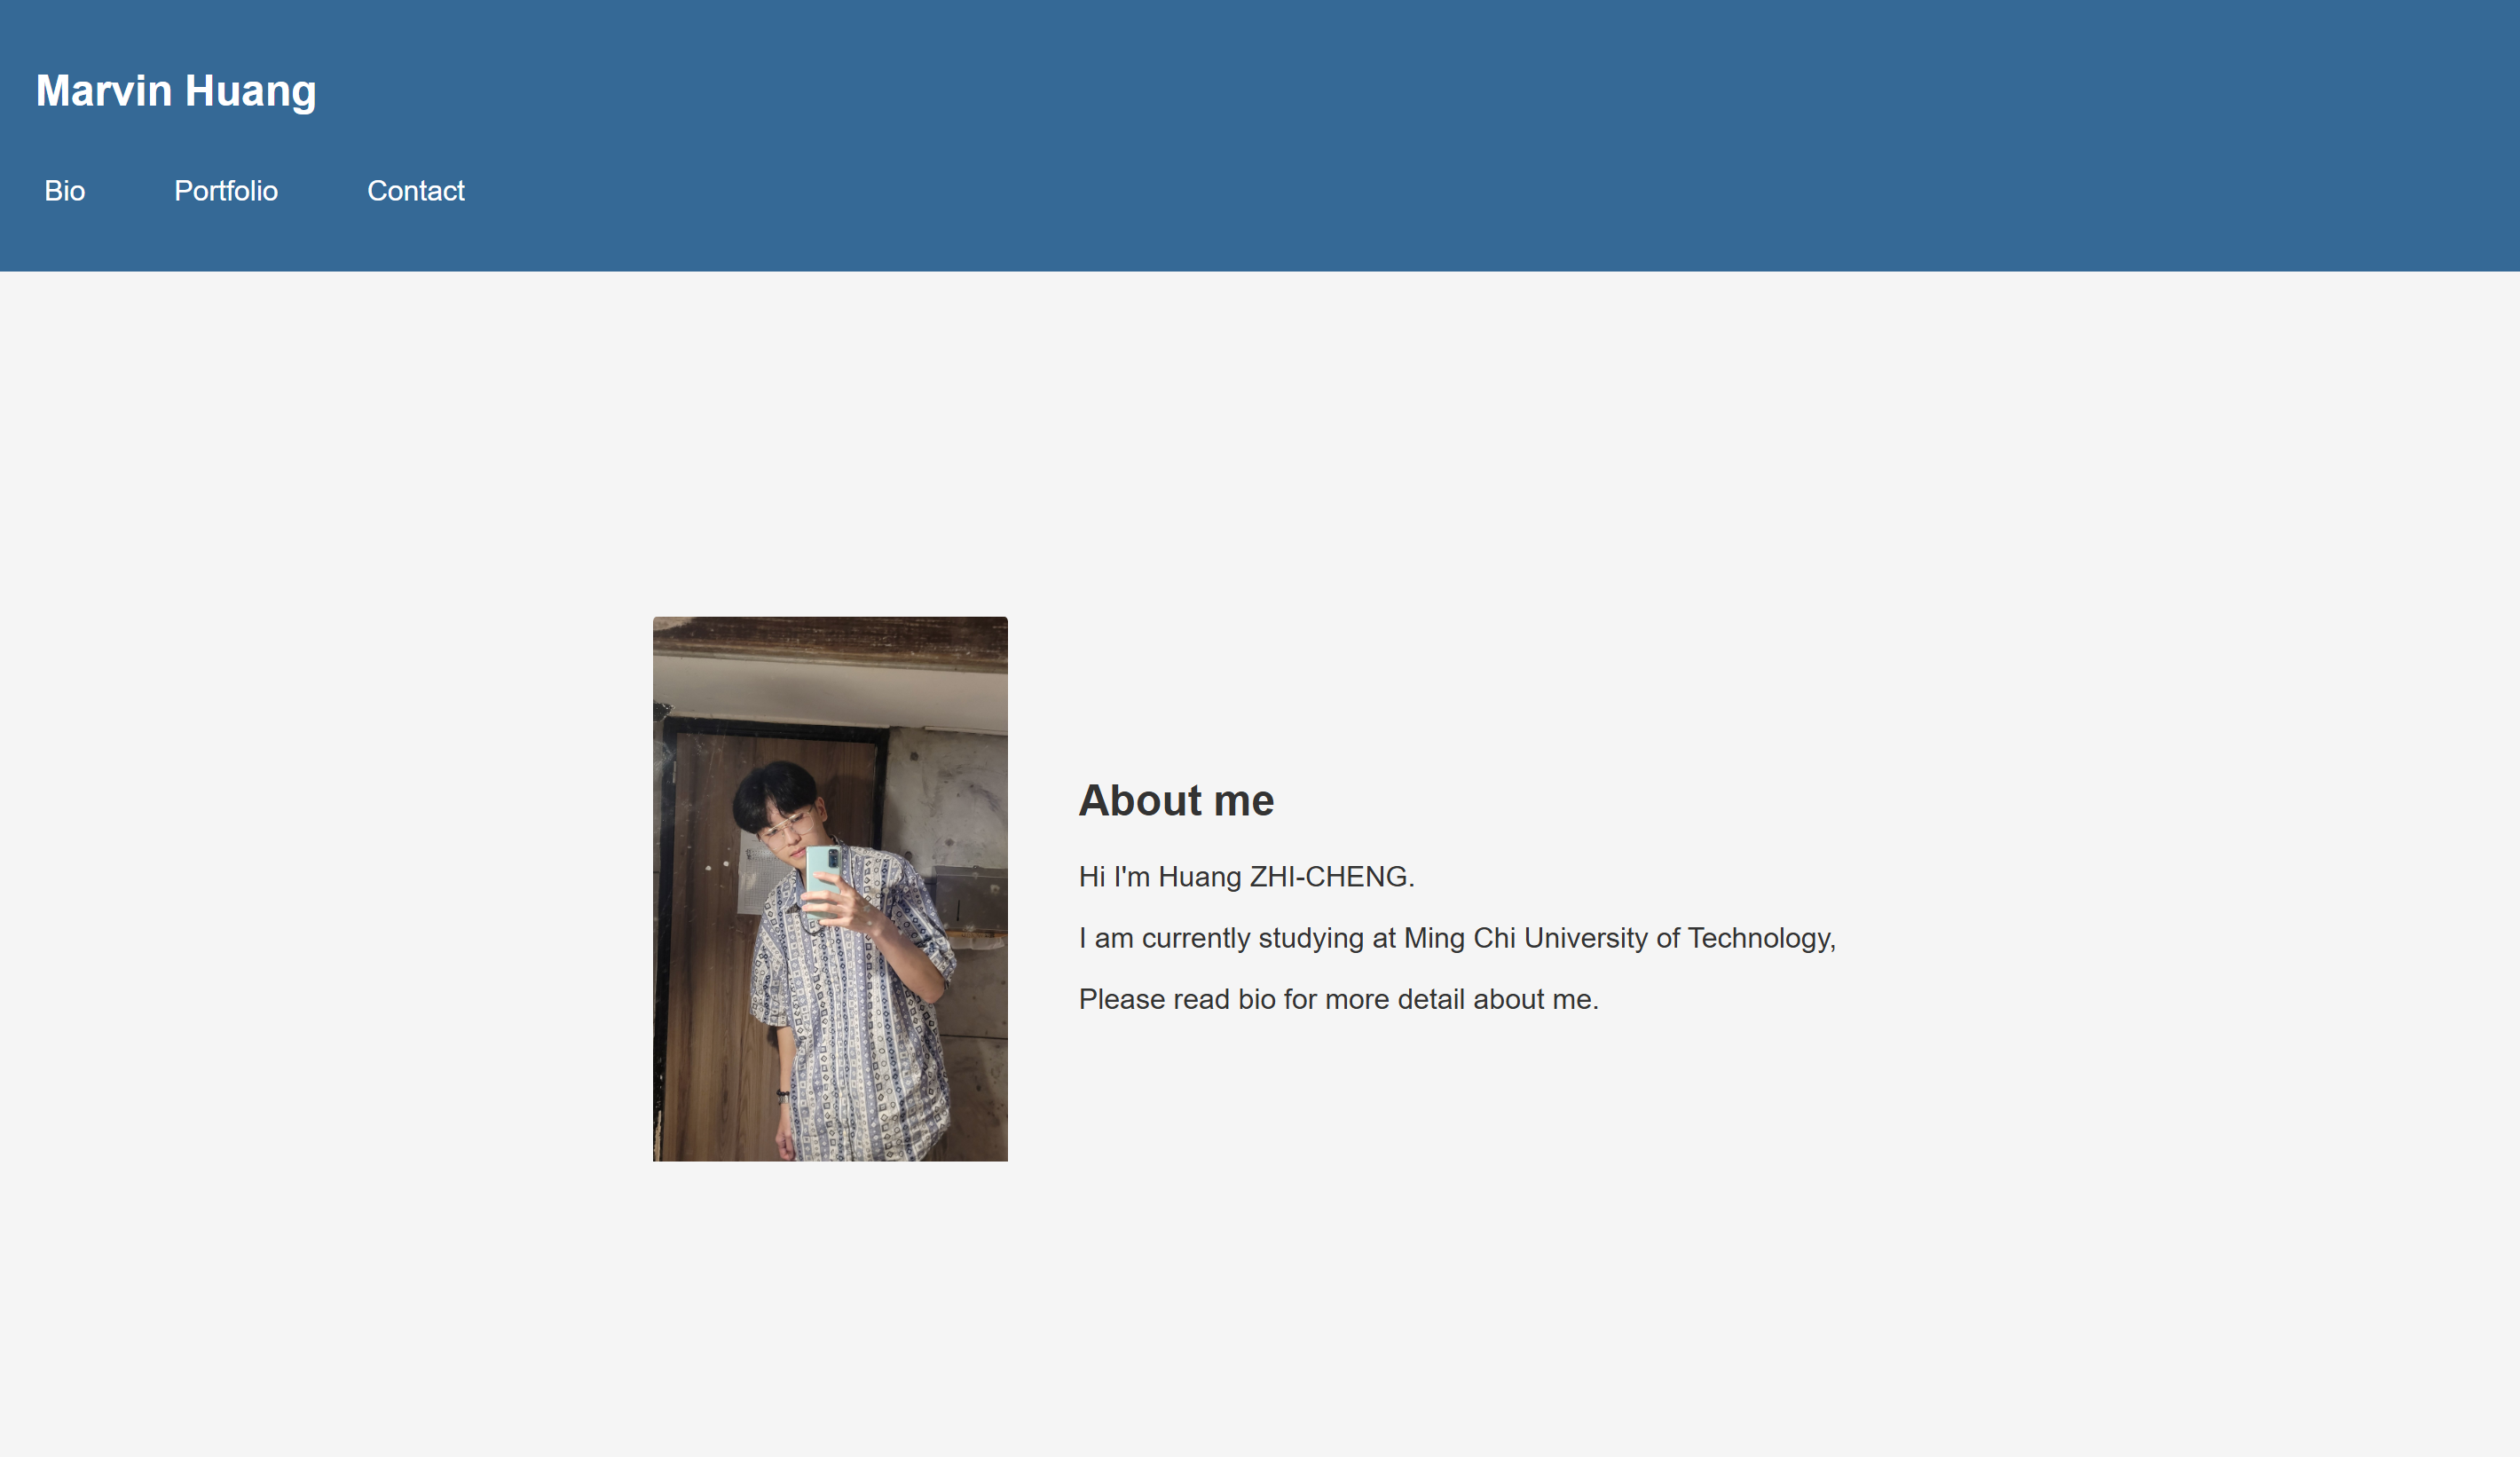 Marvin Huang
Bio Portfolio Contact
About me
Hi I'm Huang ZHI-CHENG.
I am currently studying at Ming Chi University of Technology,
Please read bio for more detail about me.